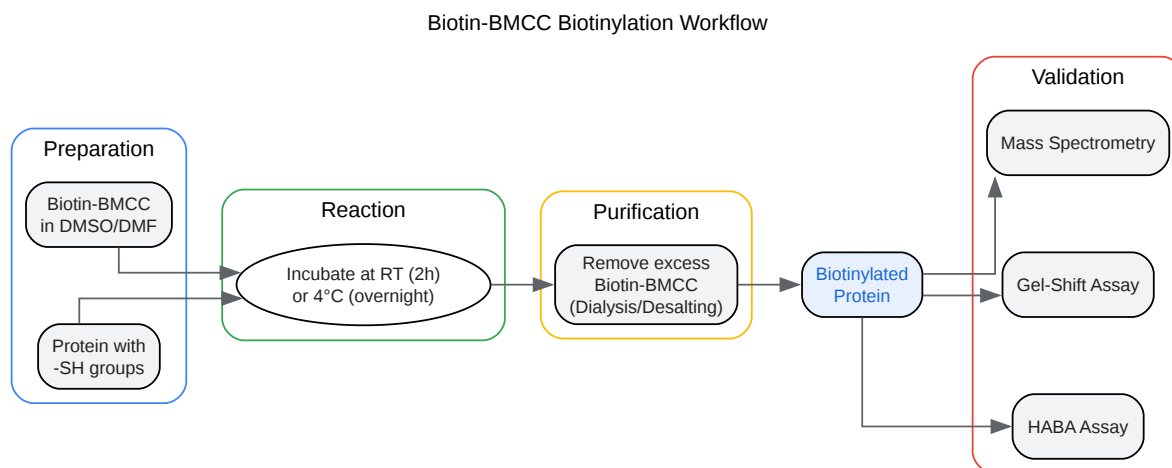 Biotin-BMCC Biotinylation Workflow
Preparation
Biotin-BMCC
in DMSO/DMF
Protein with
-SH groups
Reaction
Incubate at RT (2h)
or 4°C (overnight)
Purification
Remove excess
Biotin-BMCC
(Dialysis/Desalting)
Biotinylated
Protein
Validation
Mass Spectrometry
Gel-Shift Assay
HABA Assay